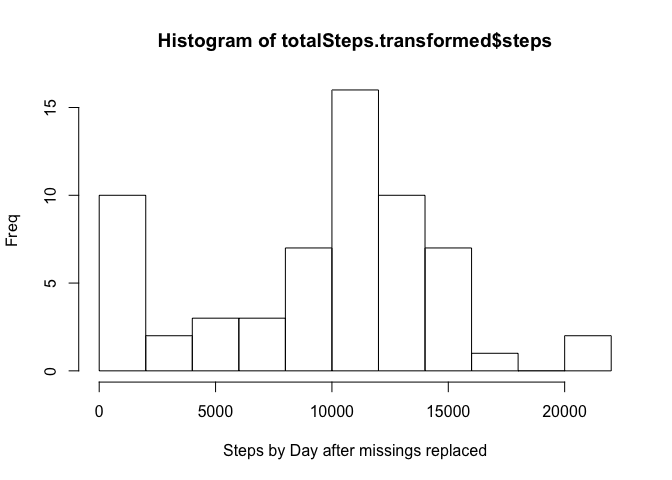 Histogram of totalSteps.transformed$steps
Freq
15
10
5
0
0 5000 10000 15000 20000
Steps by Day after missings replaced